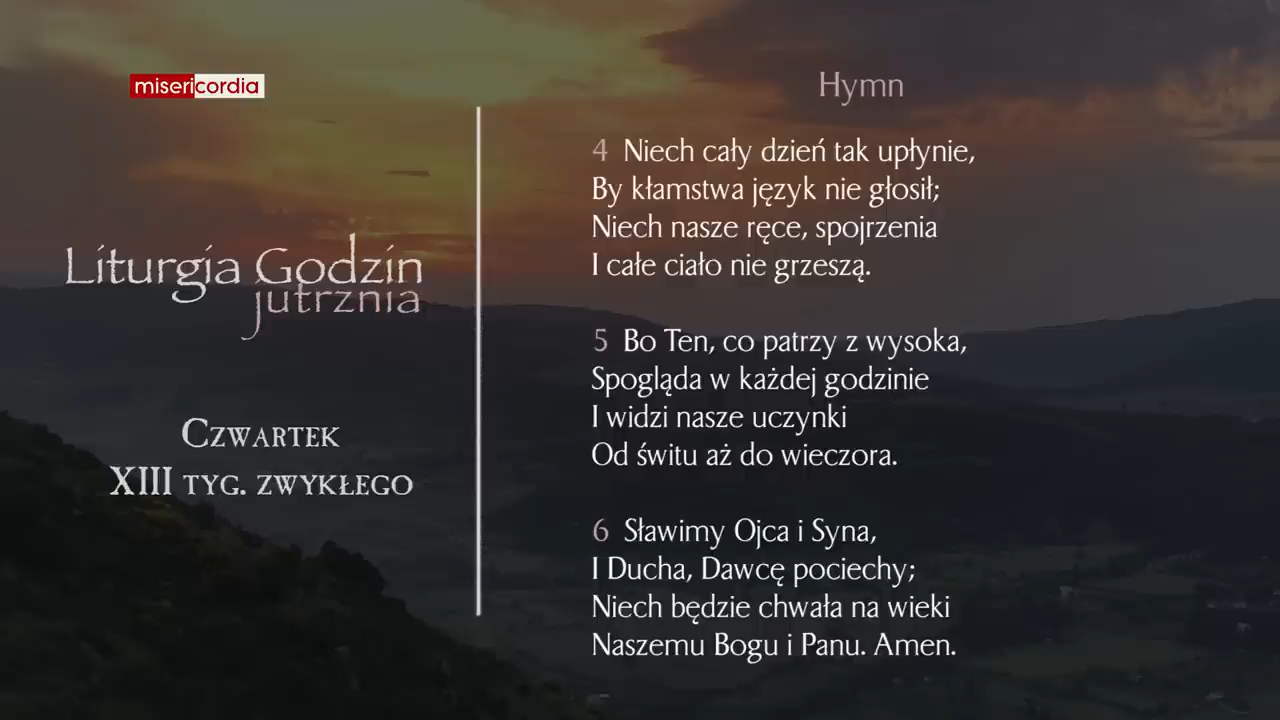 misericordia
Liturgia Godzin
jutrznia
Czwartek
XIII tyg. zwykłego
Hymn
4 Niech cały dzień tak upłynie,
By kłamstwa język nie głosił;
Niech nasze ręce, spojrzenia
I całe ciało nie grzeszą.
5 Bo Ten, co patrzy z wysoka,
Spogląda w każdej godzinie
I widzi nasze uczynki
Od świtu aż do wieczora.
6 Sławimy Ojca i Syna,
I Ducha, Dawcę pociechy;
Niech będzie chwała na wieki
Naszemu Bogu i Panu. Amen.